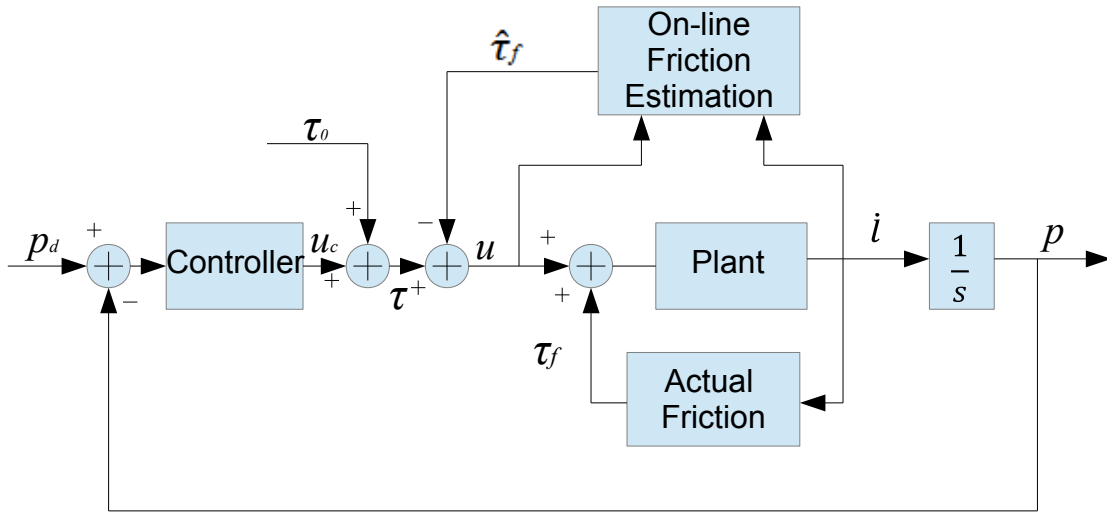 On-line
Friction
Estimation
τ̂f
τ0
+
−
pd
+
−
Controller
uc
+
τ
+
u
+
+
Plant
i
1
s
p
τf
Actual
Friction